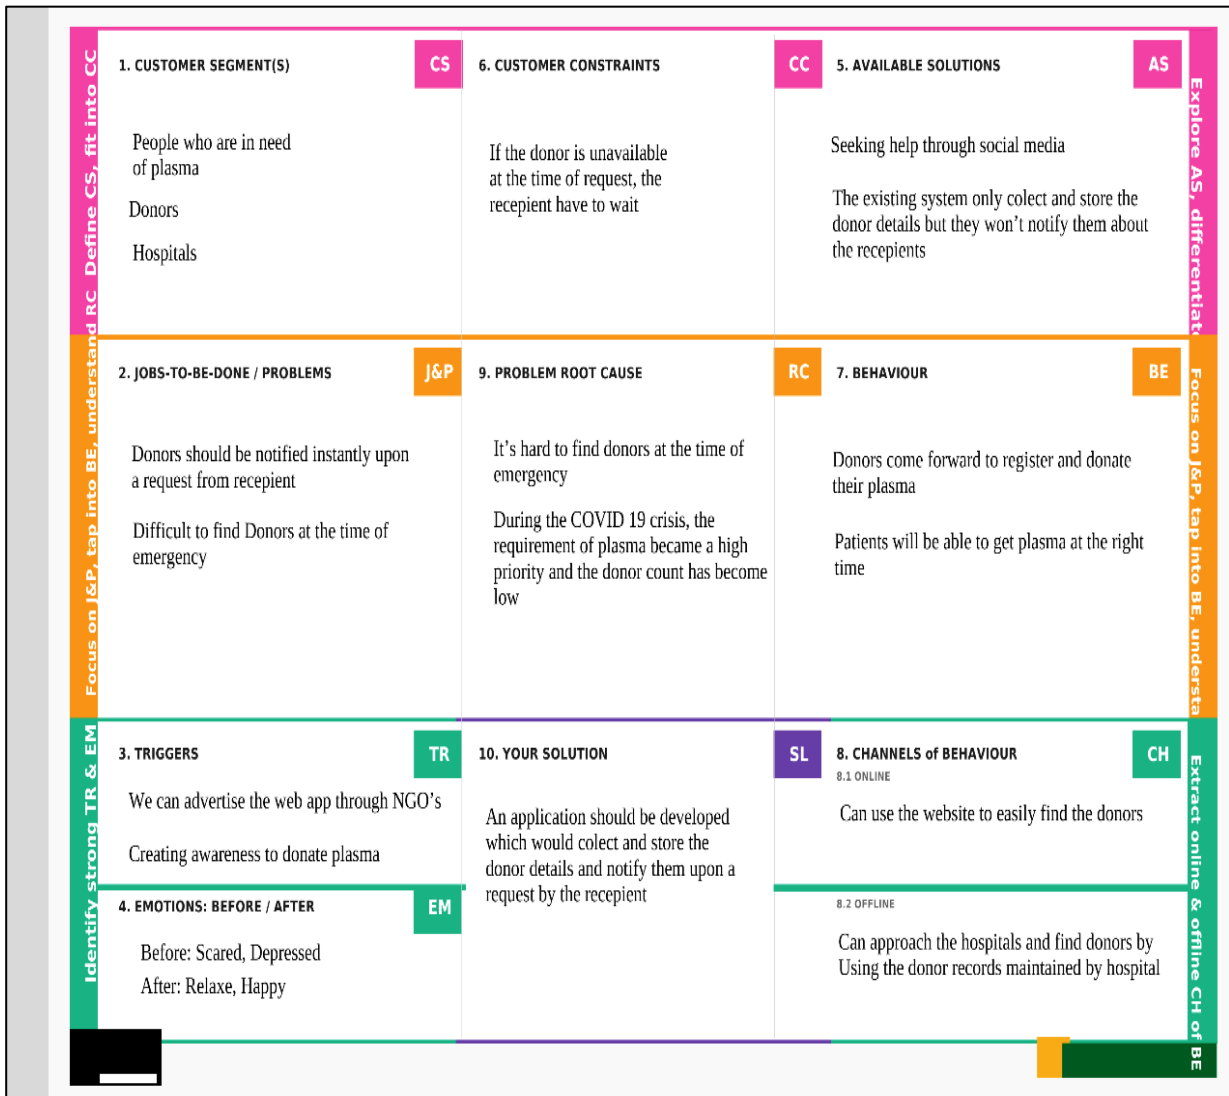 Define CS, fit into CC
1. CUSTOMER SEGMENT(S)
CS
People who are in need
of plasma
Donors
Hospitals
6. CUSTOMER CONSTRAINTS
CC
If the donor is unavailable
at the time of request, the
recepient have to wait
5. AVAILABLE SOLUTIONS
AS
Seeking help through social media
The existing system only colect and store the
donor details but they won’t notify them about
the recepients
Explore AS, differentiate
Focus on J&P, tap into BE, understand RC
2. JOBS-TO-BE-DONE / PROBLEMS
J&P
Donors should be notified instantly upon
a request from recepient
Difficult to find Donors at the time of
emergency
9. PROBLEM ROOT CAUSE
RC
It’s hard to find donors at the time of
emergency
During the COVID 19 crisis, the
requirement of plasma became a high
priority and the donor count has become
low
7. BEHAVIOUR
BE
Donors come forward to register and donate
their plasma
Patients will be able to get plasma at the right
time
Focus on J&P, tap into BE, understa
Identify strong TR & EM
3. TRIGGERS
TR
We can advertise the web app through NGO’s
Creating awareness to donate plasma
4. EMOTIONS: BEFORE / AFTER
EM
Before: Scared, Depressed
After: Relaxe, Happy
10. YOUR SOLUTION
SL
An application should be developed
which would colect and store the
donor details and notify them upon a
request by the recepient
8. CHANNELS of BEHAVIOUR
CH
8.1 ONLINE
Can use the website to easily find the donors
8.2 OFFLINE
Can approach the hospitals and find donors by
Using the donor records maintained by hospital
Extract online & offline CH of BE